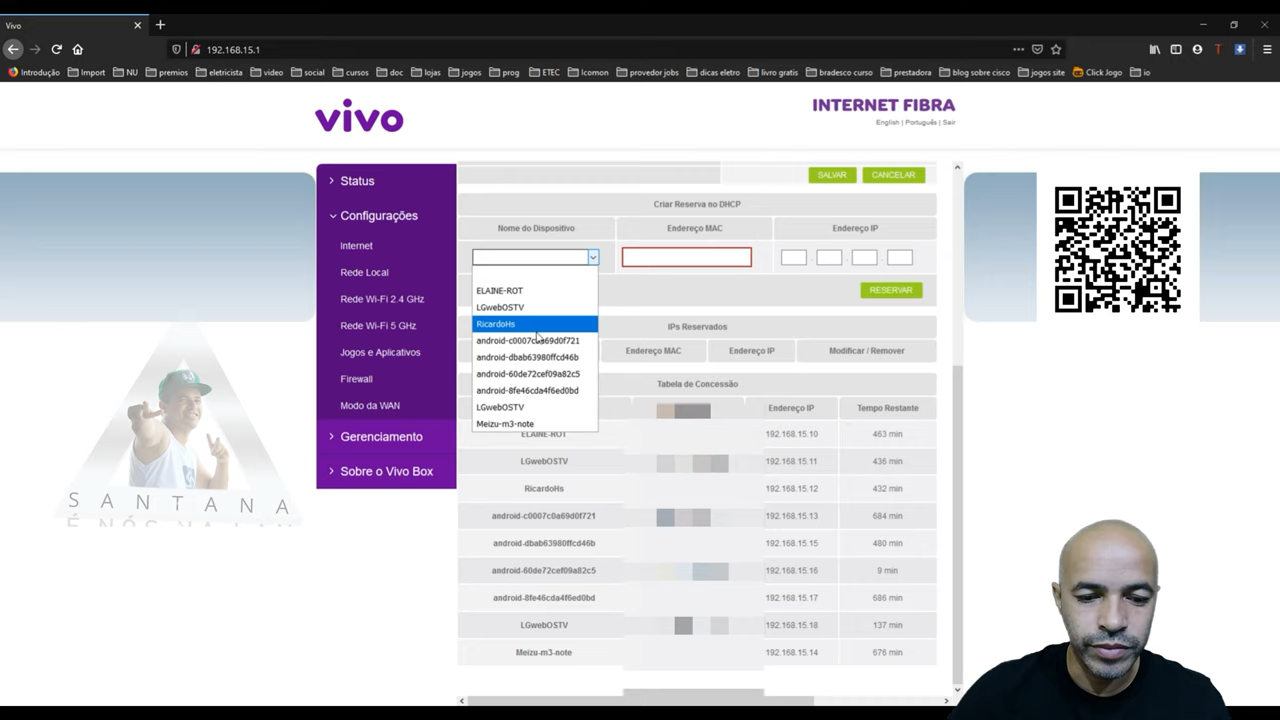 Vivo
192.168.15.1
Introdução Import NU premios eletricista video social cursos doc lojas jogos prog ETEC Icomon provedor jobs dicas eletro livro gratis bradesco curso prestadora blog sobre cisco jogos site Click Jogo io
vivo
INTERNET FIBRA
English | Português | Sair
Status
Configurações
Internet
Rede Local
Rede Wi-Fi 2.4 GHz
Rede Wi-Fi 5 GHz
Jogos e Aplicativos
Firewall
Modo da WAN
Gerenciamento
Sobre o Vivo Box
SALVAR CANCELAR
Criar Reserva no DHCP
Nome do Dispositivo Endereço MAC Endereço IP
ELAINE-ROT
LGwebOSTV
RicardoHs
android-c0007c0a69d0f721
android-dbab63980ffcd46b
android-60de72cef09a82c5
android-8fe46cda4f6ed0bd
LGwebOSTV
Meizu-m3-note
RESERVAR
IPs Reservados
Endereço MAC Endereço IP Modificar / Remover
Tabela de Concessão
Endereço IP Tempo Restante
ELAINE-ROT 192.168.15.10 463 min
LGwebOSTV 192.168.15.11 436 min
RicardoHs 192.168.15.12 432 min
android-c0007c0a69d0f721 192.168.15.13 684 min
android-dbab63980ffcd46b 192.168.15.15 480 min
android-60de72cef09a82c5 192.168.15.16 9 min
android-8fe46cda4f6ed0bd 192.168.15.17 686 min
LGwebOSTV 192.168.15.18 137 min
Meizu-m3-note 192.168.15.14 676 min
SANTANA
É NÓS NA LAN